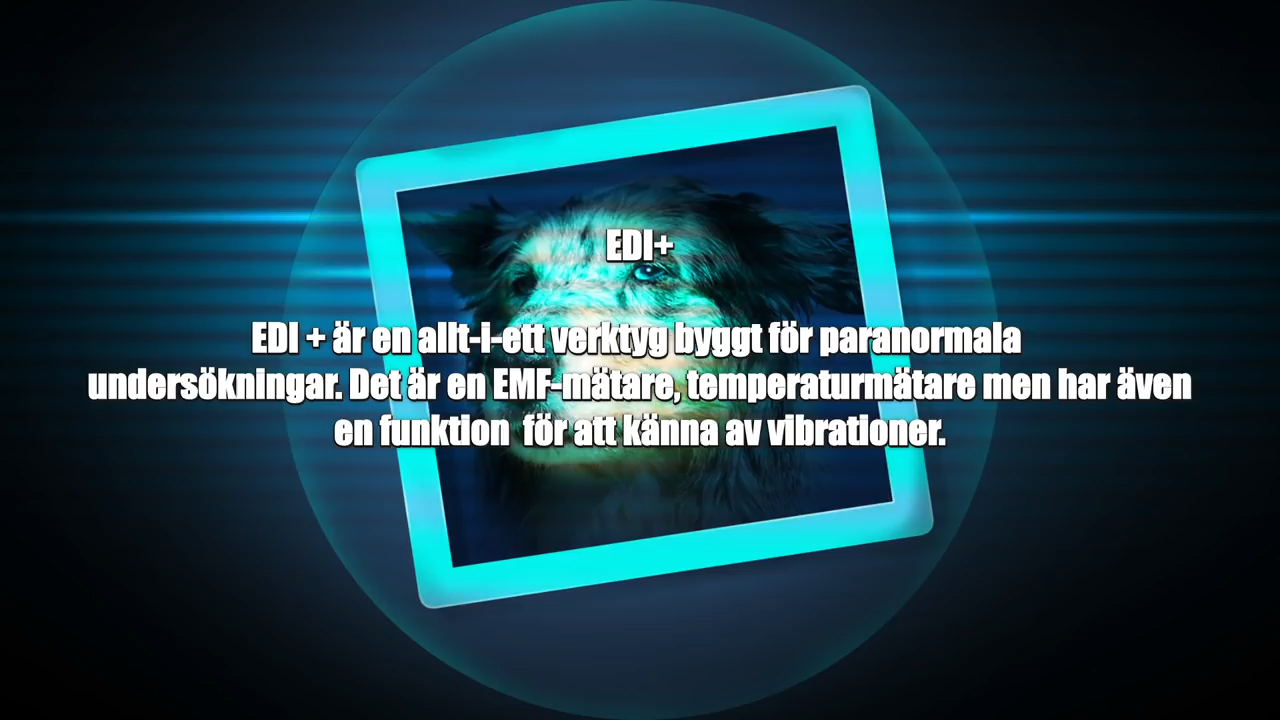 EDI+
EDI + är en allt-i-ett verktyg byggt för paranormala
undersökningar. Det är en EMF-mätare, temperaturmätare men har även
en funktion  för att känna av vibrationer.